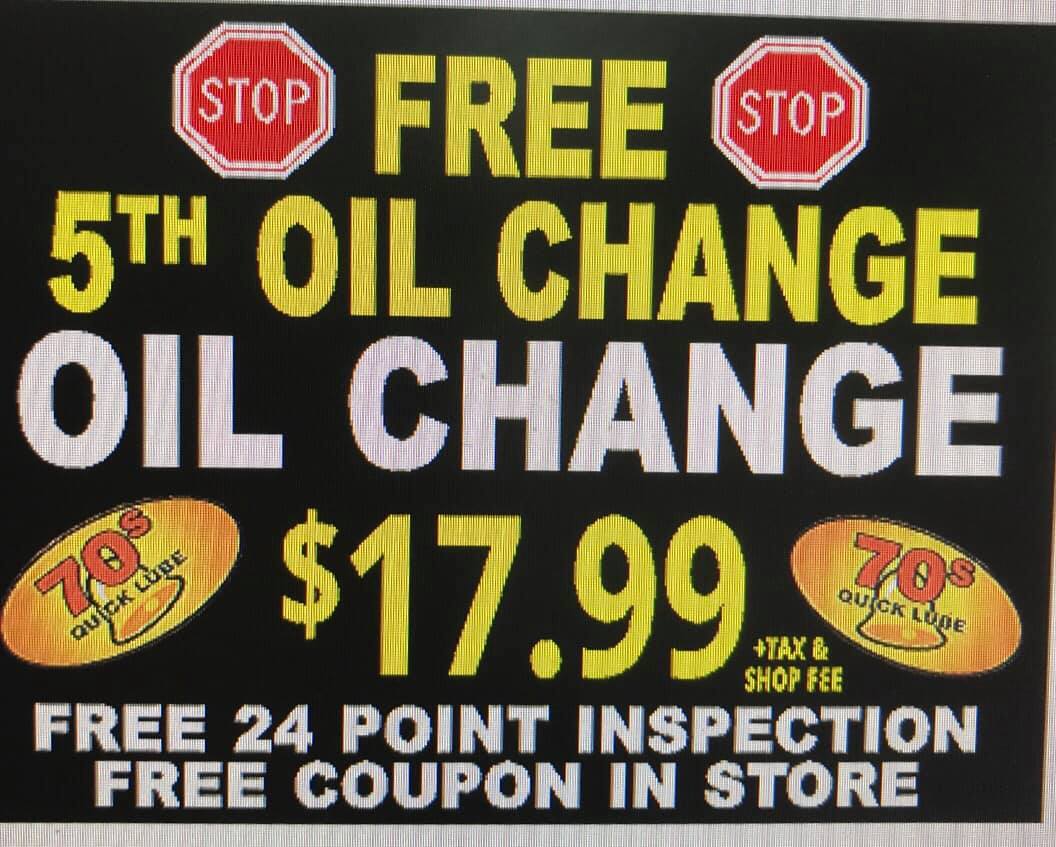 STOP FREE STOP
5TH OIL CHANGE
OIL CHANGE
70s QUICK LUBE
$17.99
+TAX &
SHOP FEE
70s QUICK LUBE
FREE 24 POINT INSPECTION
FREE COUPON IN STORE